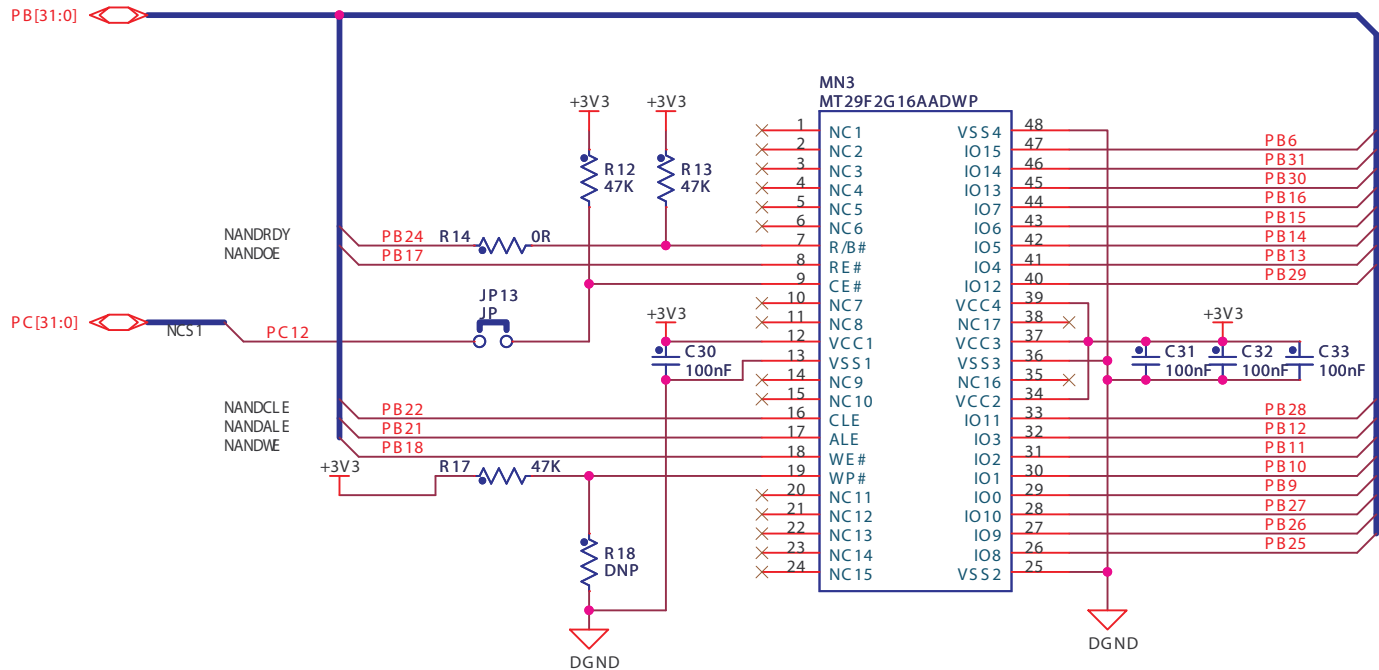 PB[31:0]
MN3
MT29F2G16AADWP
+3V3 +3V3
1 NC1 VSS4 48
2 NC2 IO15 47 PB6
3 NC3 IO14 46 PB31
R12 47K R13 47K
4 NC4 IO13 45 PB30
5 NC5 IO7 44 PB16
6 NC6 IO6 43 PB15
NANDRDY PB24 R14 0R 7 R/B# IO5 42 PB14
NANDOE PB17 8 RE# IO4 41 PB13
9 CE# IO12 40 PB29
JP13
JP
10 NC7 VCC4 39
PC[31:0] NCS1 PC12
+3V3
11 NC8 NC17 38
+3V3
12 VCC1 VCC3 37
13 VSS1 VSS3 36
C30 100nF
C31 100nF C32 100nF C33 100nF
14 NC9 NC16 35
15 NC10 VCC2 34
NANDCLE PB22 16 CLE IO11 33 PB28
NANDALE PB21 17 ALE IO3 32 PB12
NANDWE PB18 18 WE# IO2 31 PB11
+3V3 R17 47K 19 WP# IO1 30 PB10
20 NC11 IO0 29 PB9
21 NC12 IO10 28 PB27
22 NC13 IO9 27 PB26
23 NC14 IO8 26 PB25
R18
DNP
24 NC15 VSS2 25
DGND
DGND